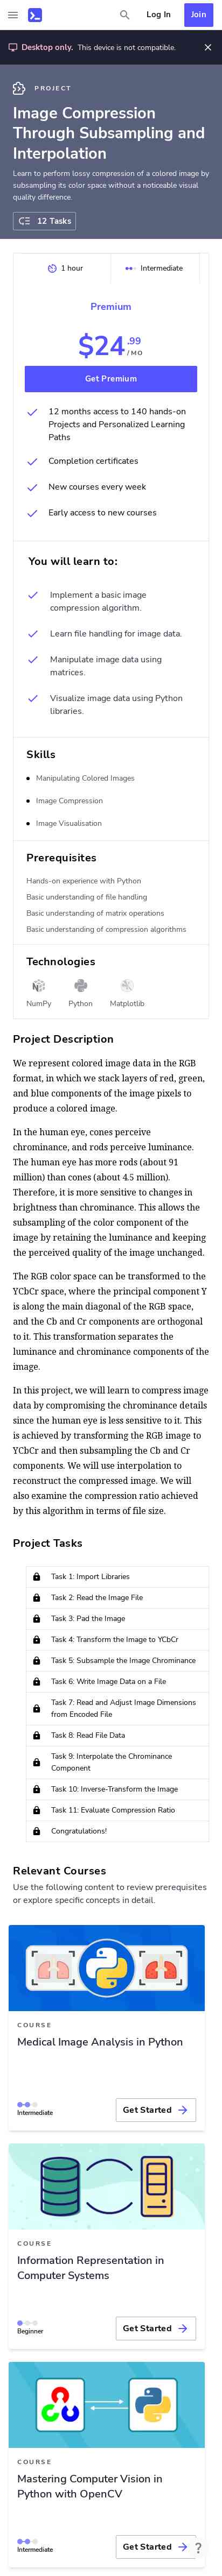 Log In
Join
Desktop only. This device is not compatible.
PROJECT
Image Compression
Through Subsampling and
Interpolation
Learn to perform lossy compression of a colored image by
subsampling its color space without a noticeable visual
quality difference.
12 Tasks
1 hour
Intermediate
Premium
$24.99
/ MO
Get Premium
12 months access to 140 hands-on
Projects and Personalized Learning
Paths
Completion certificates
New courses every week
Early access to new courses
You will learn to:
Implement a basic image
compression algorithm.
Learn file handling for image data.
Manipulate image data using
matrices.
Visualize image data using Python
libraries.
Skills
Manipulating Colored Images
Image Compression
Image Visualisation
Prerequisites
Hands-on experience with Python
Basic understanding of file handling
Basic understanding of matrix operations
Basic understanding of compression algorithms
Technologies
NumPy
Python
Matplotlib
Project Description
We represent colored image data in the RGB
format, in which we stack layers of red, green,
and blue components of the image pixels to
produce a colored image.
In the human eye, cones perceive
chrominance, and rods perceive luminance.
The human eye has more rods (about 91
million) than cones (about 4.5 million).
Therefore, it is more sensitive to changes in
brightness than chrominance. This allows the
subsampling of the color component of the
image by retaining the luminance and keeping
the perceived quality of the image unchanged.
The RGB color space can be transformed to the
YCbCr space, where the principal component Y
is along the main diagonal of the RGB space,
and the Cb and Cr components are orthogonal
to it. This transformation separates the
luminance and chrominance components of the
image.
In this project, we will learn to compress image
data by compromising the chrominance details
since the human eye is less sensitive to it. This
is achieved by transforming the RGB image to
YCbCr and then subsampling the Cb and Cr
components. We will use interpolation to
reconstruct the compressed image. We will
also examine the compression ratio achieved
by this algorithm in terms of file size.
Project Tasks
Task 1: Import Libraries
Task 2: Read the Image File
Task 3: Pad the Image
Task 4: Transform the Image to YCbCr
Task 5: Subsample the Image Chrominance
Task 6: Write Image Data on a File
Task 7: Read and Adjust Image Dimensions
from Encoded File
Task 8: Read File Data
Task 9: Interpolate the Chrominance
Component
Task 10: Inverse-Transform the Image
Task 11: Evaluate Compression Ratio
Congratulations!
Relevant Courses
Use the following content to review prerequisites
or explore specific concepts in detail.
COURSE
Medical Image Analysis in Python
Intermediate
Get Started
COURSE
Information Representation in
Computer Systems
Beginner
Get Started
COURSE
Mastering Computer Vision in
Python with OpenCV
Intermediate
Get Started
?